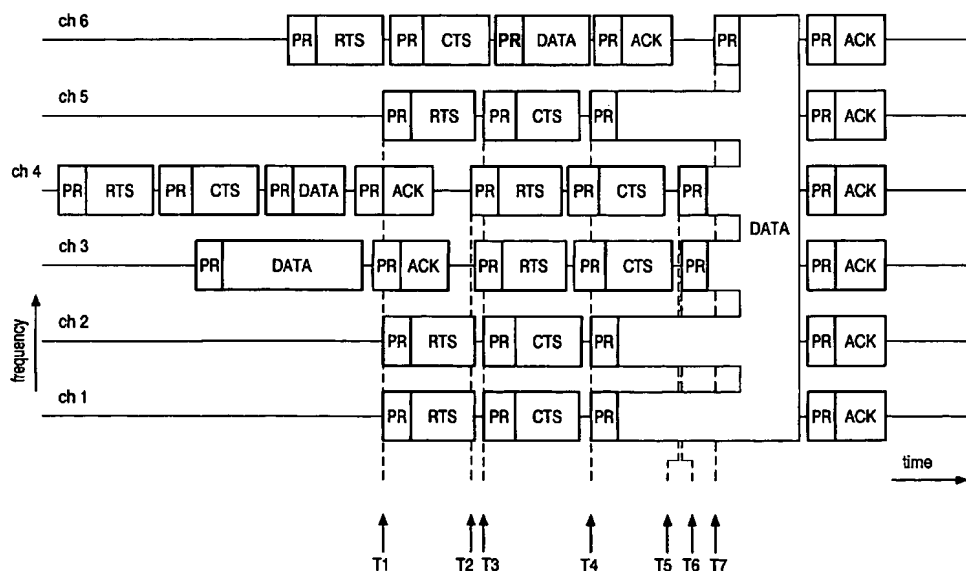 ch 6
PR RTS PR CTS PR DATA PR ACK PR PR ACK
ch 5
PR RTS PR CTS PR PR ACK
ch 4
PR RTS PR CTS PR DATA PR ACK PR RTS PR CTS PR PR ACK
DATA
ch 3
PR DATA PR ACK PR RTS PR CTS PR PR ACK
ch 2
PR RTS PR CTS PR PR ACK
ch 1
PR RTS PR CTS PR PR ACK
frequency
time
T1 T2 T3 T4 T5 T6 T7